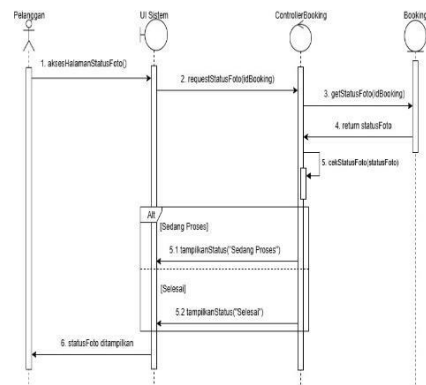 Pelanggan
UI Sistem
ControllerBooking
Booking
1. aksesHalamanStatusFoto()
2. requestStatusFoto(idBooking)
3. getStatusFoto(idBooking)
4. return statusFoto
5. cekStatusFoto(statusFoto)
Alt
[Sedang Proses]
5.1 tampilkanStatus("Sedang Proses")
[Selesai]
5.2 tampilkanStatus("Selesai")
6. statusFoto ditampilkan